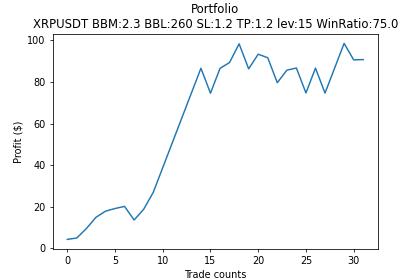 Portfolio
XRPUSDT BBM:2.3 BBL:260 SL:1.2 TP:1.2 lev:15 WinRatio:75.0
Profit ($)
100
80
60
40
20
0
0 5 10 15 20 25 30
Trade counts